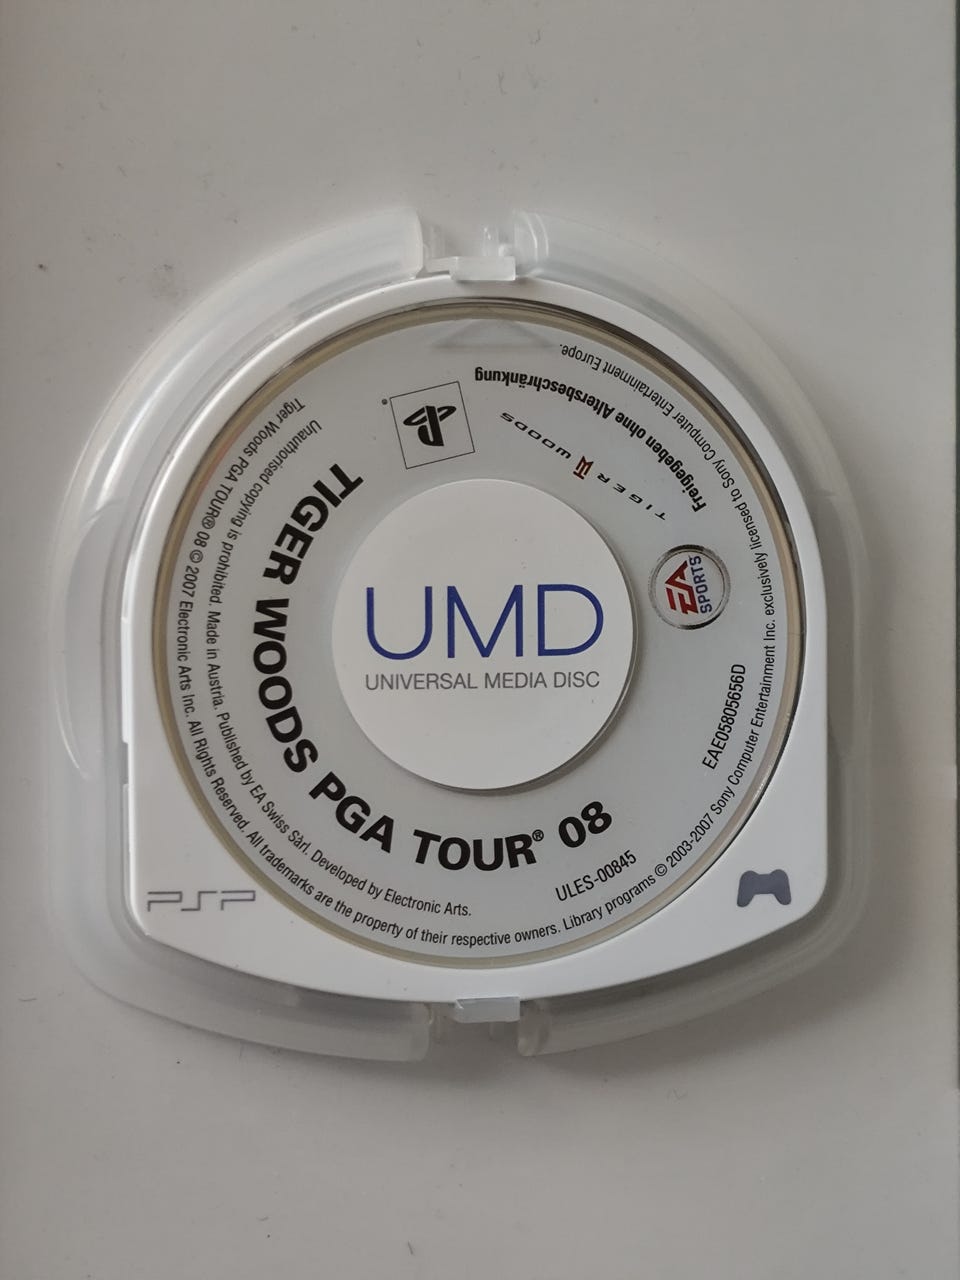 UMD
UNIVERSAL MEDIA DISC
TIGER WOODS PGA TOUR® 08
ULES-00845
EAE05805656D
EA SPORTS
TIGER WOODS
Freigegeben ohne Altersbeschränkung
Unauthorised copying is prohibited. Made in Austria. Published by EA Swiss Sàrl. Developed by Electronic Arts.
Tiger Woods PGA TOUR® 08 © 2007 Electronic Arts Inc. All Rights Reserved. All trademarks are the property of their respective owners. Library programs © 2003-2007 Sony Computer Entertainment Inc. exclusively licensed to Sony Computer Entertainment Europe.
PSP